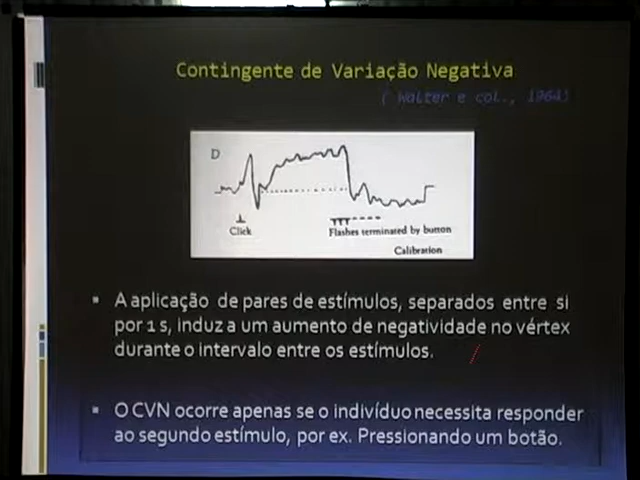 Contingente de Variação Negativa
( Walter e col., 1964)
D
Click
Flashes terminated by button
Calibration
▪ A aplicação de pares de estímulos, separados entre si
por 1 s, induz a um aumento de negatividade no vértex
durante o intervalo entre os estímulos.
▪ O CVN ocorre apenas se o indivíduo necessita responder
ao segundo estímulo, por ex. Pressionando um botão.